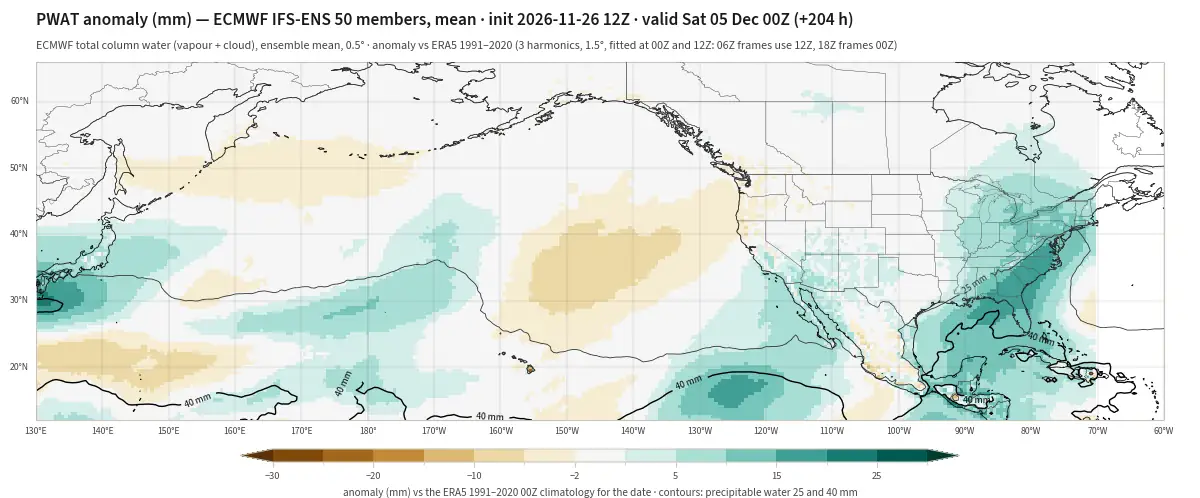 PWAT anomaly (mm) — ECMWF IFS-ENS 50 members, mean · init 2026-11-26 12Z · valid Sat 05 Dec 00Z (+204 h)
ECMWF total column water (vapour + cloud), ensemble mean, 0.5° · anomaly vs ERA5 1991–2020 (3 harmonics, 1.5°, fitted at 00Z and 12Z: 06Z frames use 12Z, 18Z frames 00Z)
60°N
50°N
40°N
30°N
20°N
25 mm
40 mm
40 mm
40 mm
40 mm
40 mm
40 mm
130°E 140°E 150°E 160°E 170°E 180° 170°W 160°W 150°W 140°W 130°W 120°W 110°W 100°W 90°W 80°W 70°W 60°W
−30 −20 −10 −2 5 15 25
anomaly (mm) vs the ERA5 1991–2020 00Z climatology for the date · contours: precipitable water 25 and 40 mm